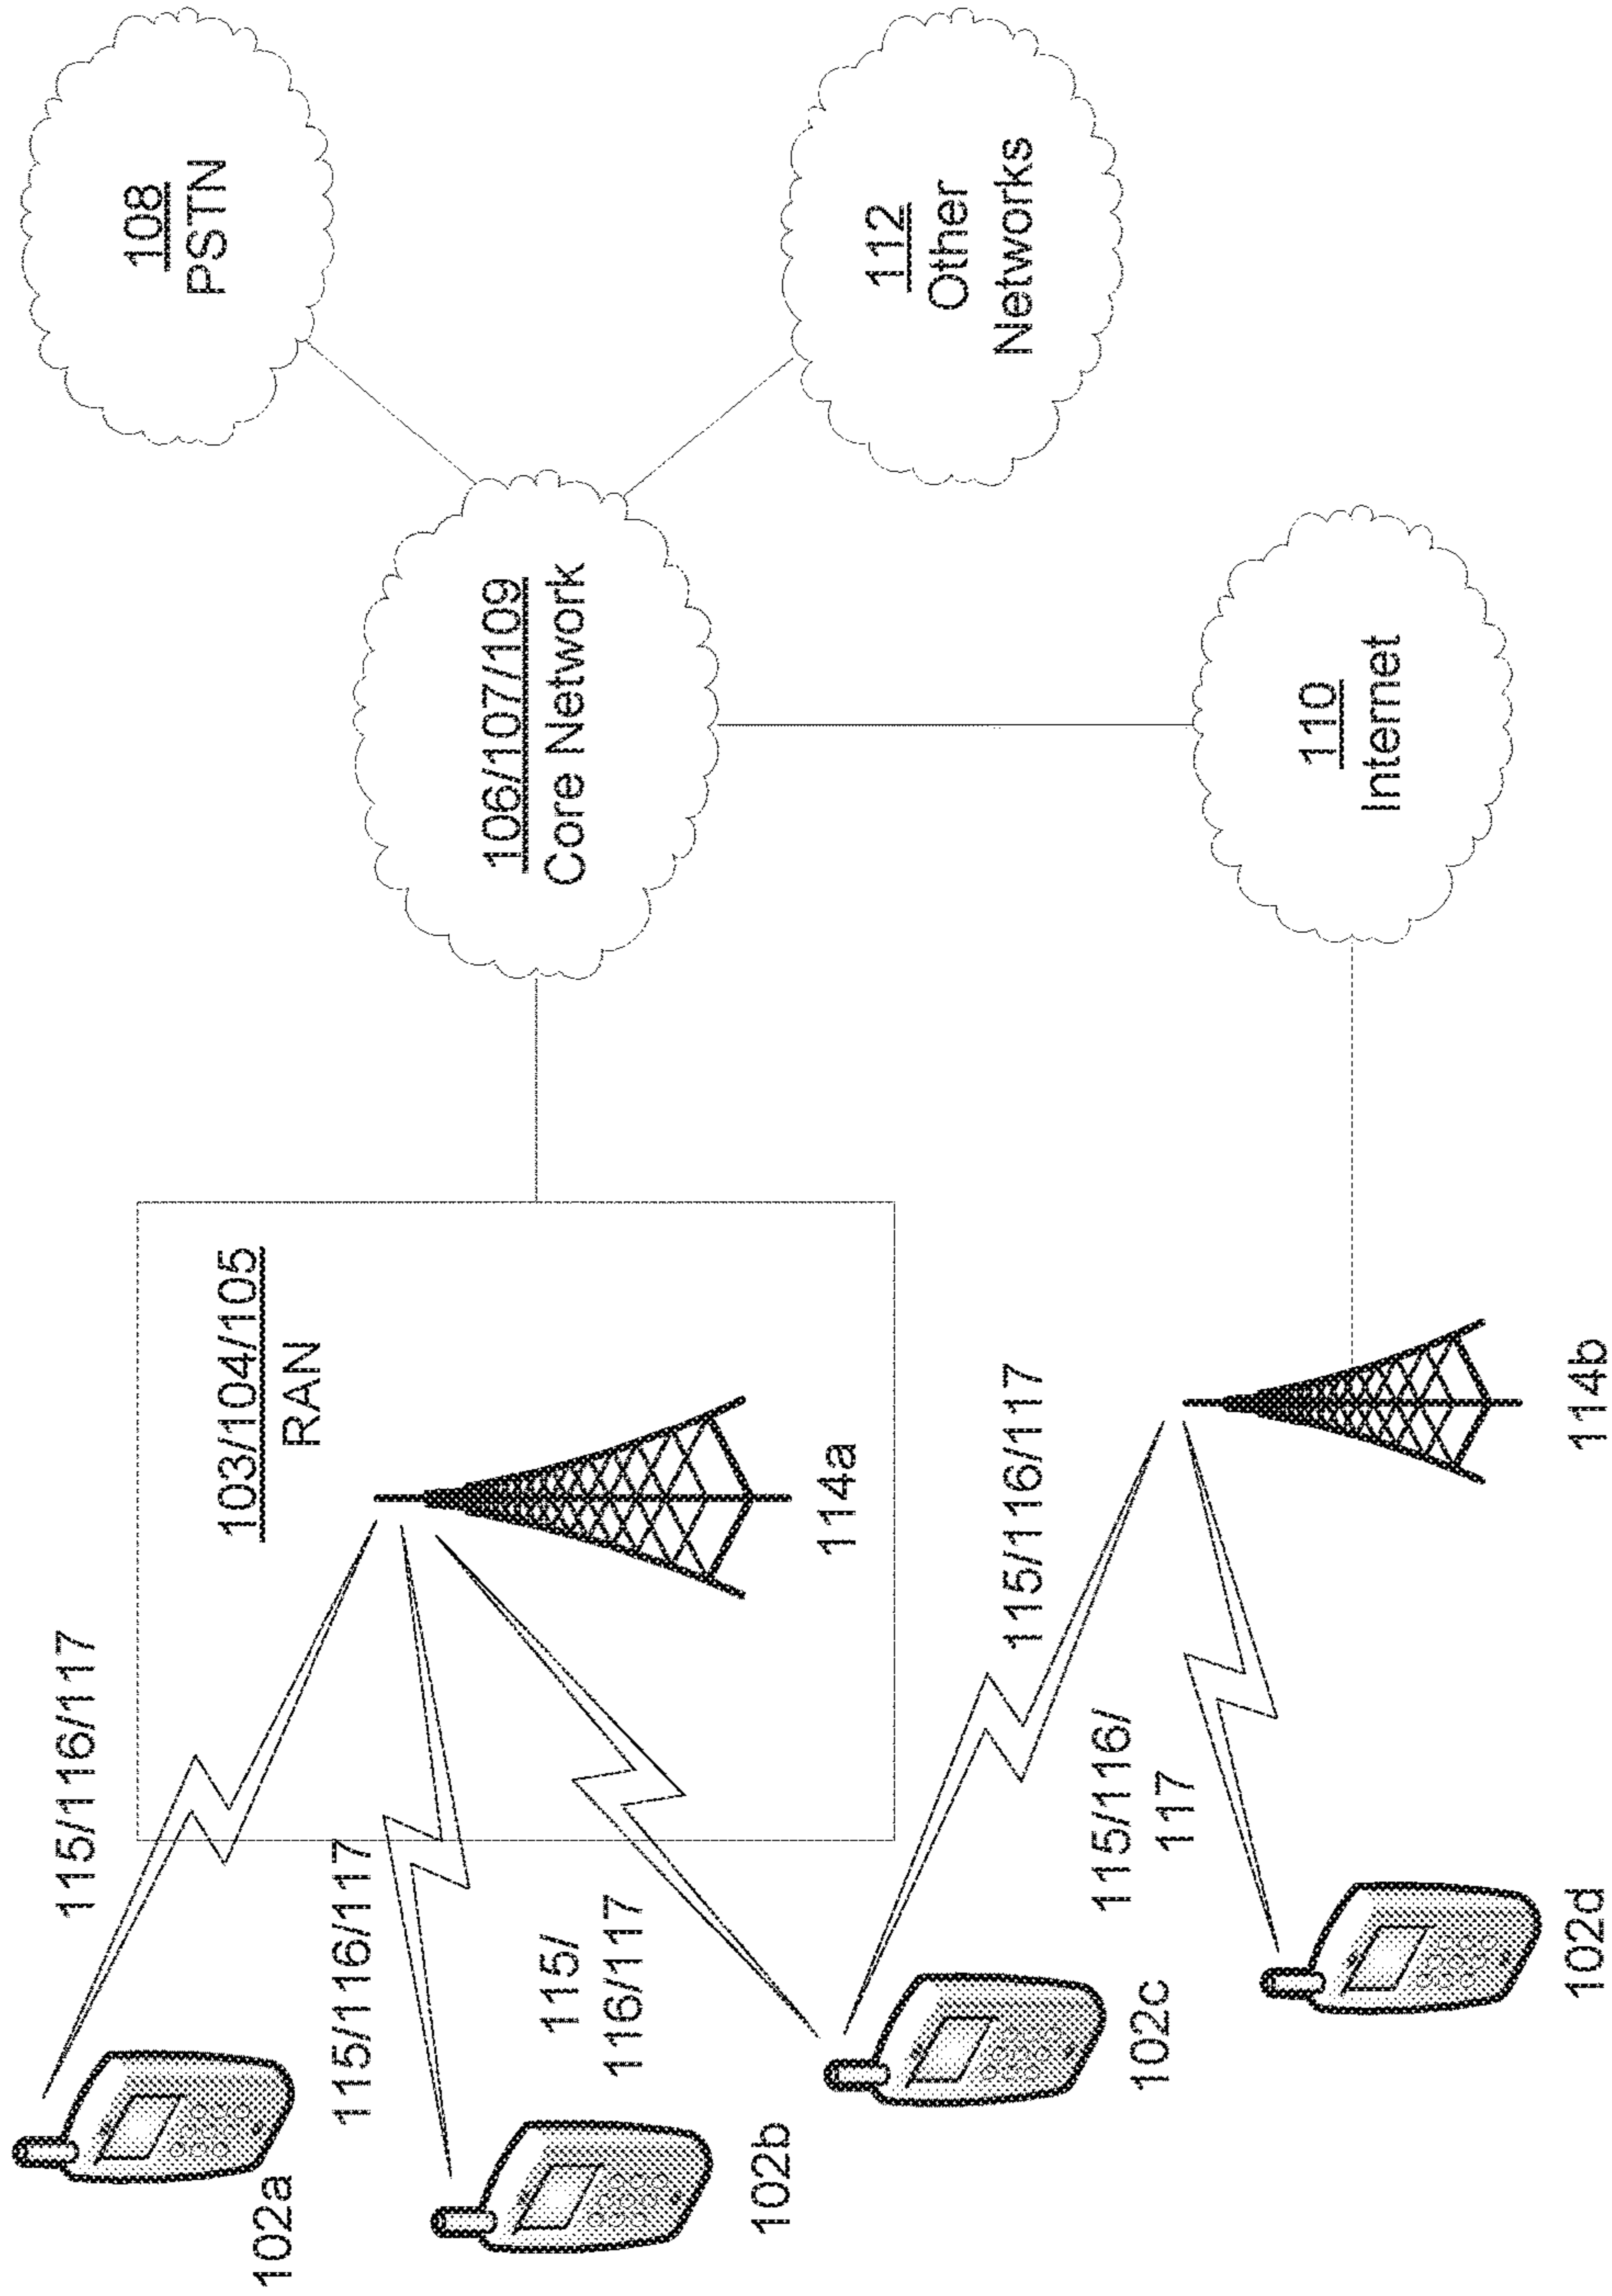 115/116/117
108
PSTN
103/104/105
RAN
102a
115/116/117
106/107/109
Core Network
115/
116/117
102b
114a
112
Other
Networks
115/116/117
115/116/
117
102c
110
Internet
102d
114b